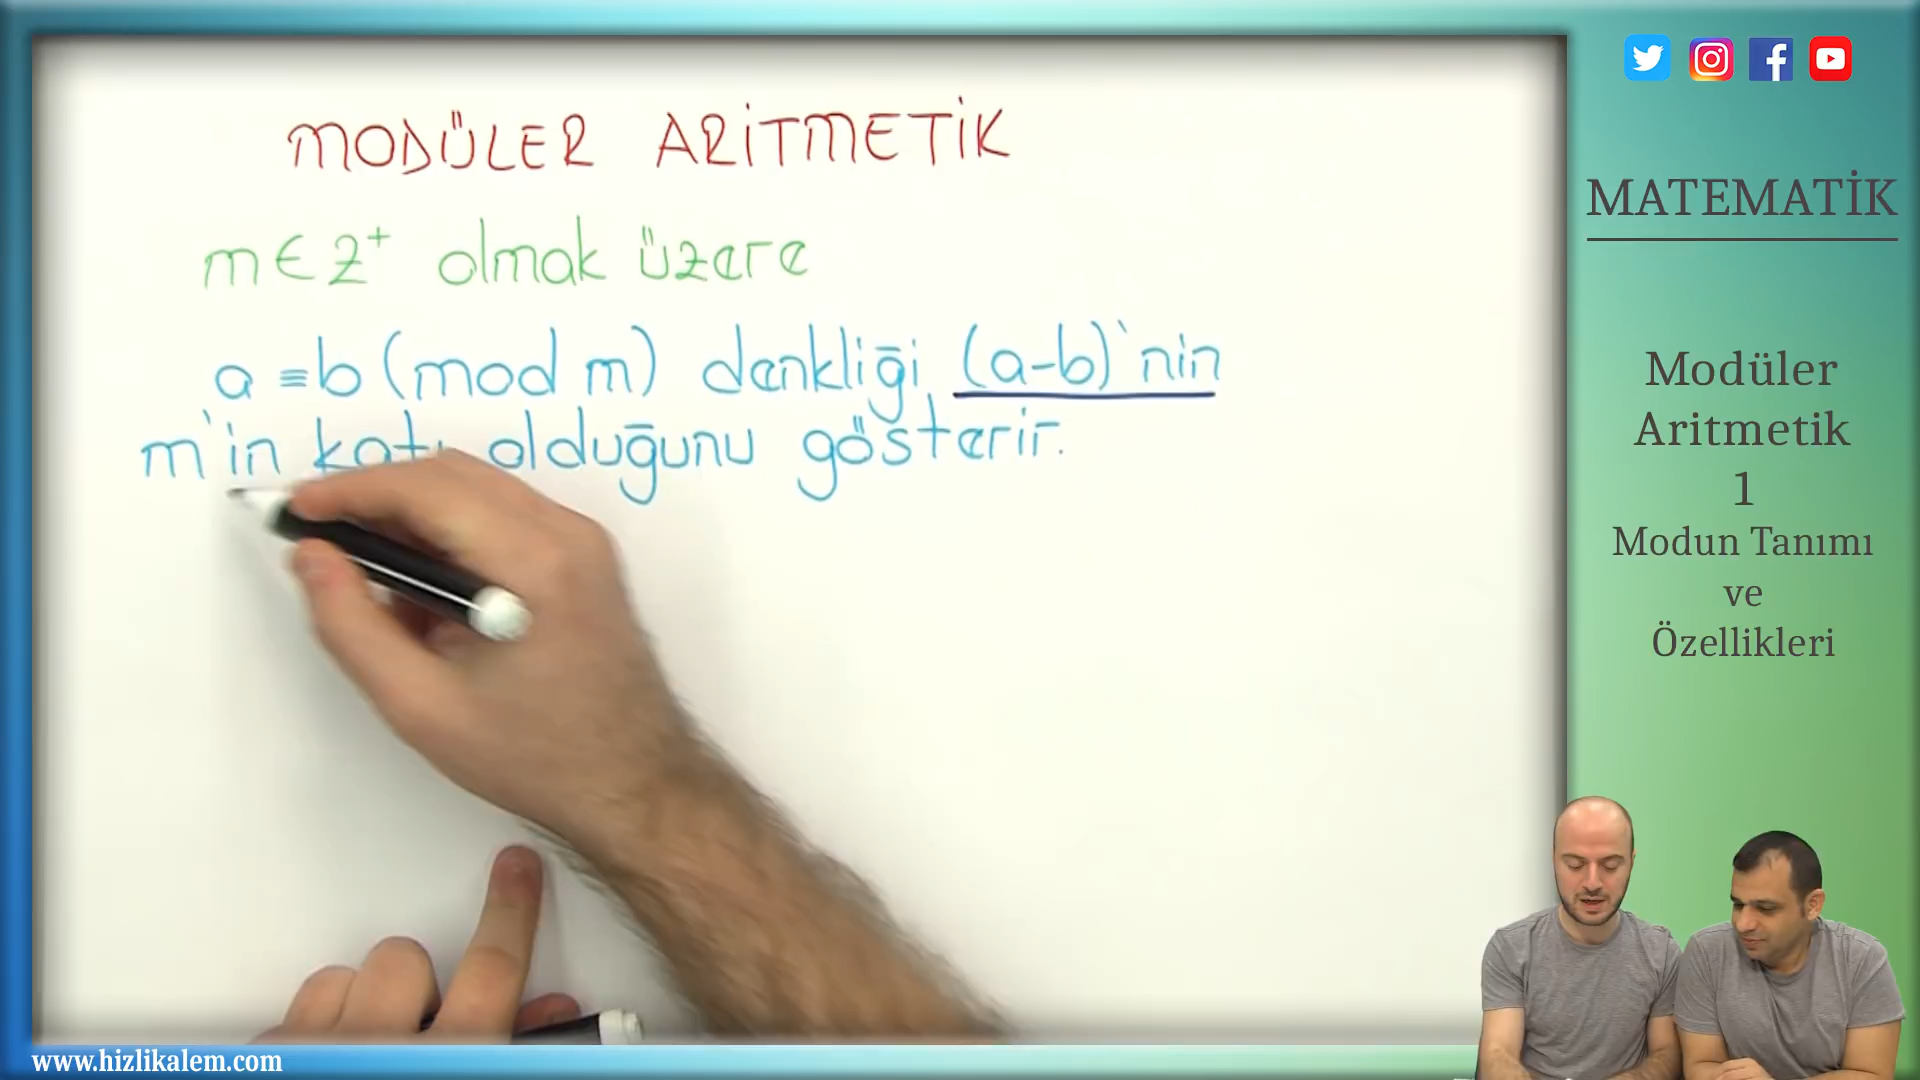 MODÜLER ARİTMETİK
m∈Z⁺ olmak üzere
a ≡ b (mod m) denkliği (a-b)'nin
m'in katı olduğunu gösterir.
MATEMATİK
Modüler
Aritmetik
1
Modun Tanımı
ve
Özellikleri
www.hizlikalem.com